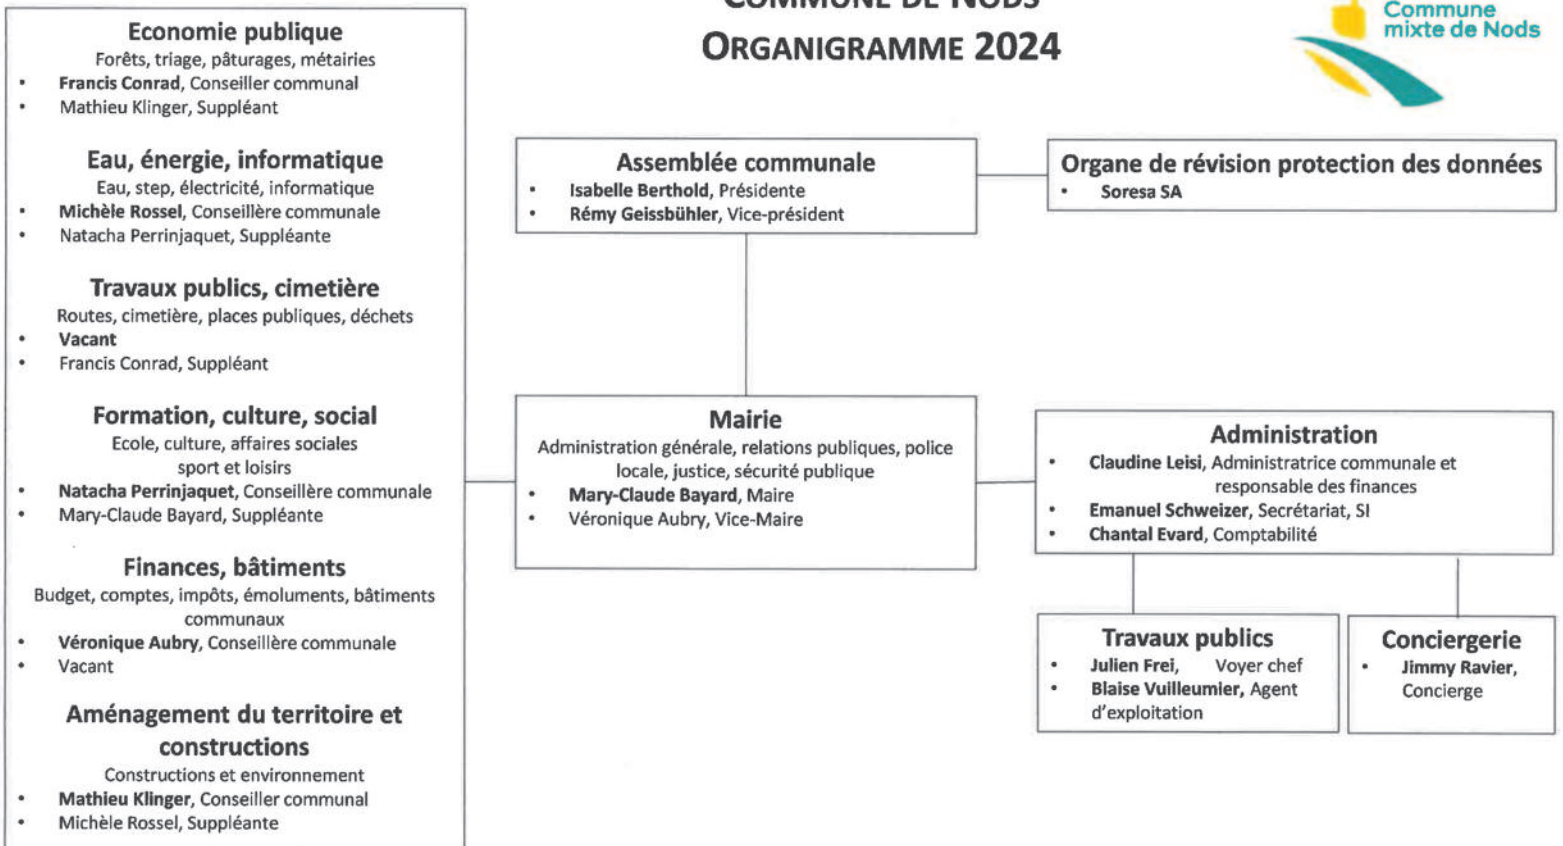 COMMUNE DE NODS
ORGANIGRAMME 2024
Commune
mixte de Nods
Economie publique
Forêts, triage, pâturages, métairies
• Francis Conrad, Conseiller communal
• Mathieu Klinger, Suppléant
Eau, énergie, informatique
Eau, step, électricité, informatique
• Michèle Rossel, Conseillère communale
• Natacha Perrinjaquet, Suppléante
Travaux publics, cimetière
Routes, cimetière, places publiques, déchets
• Vacant
• Francis Conrad, Suppléant
Formation, culture, social
Ecole, culture, affaires sociales
sport et loisirs
• Natacha Perrinjaquet, Conseillère communale
• Mary-Claude Bayard, Suppléante
Finances, bâtiments
Budget, comptes, impôts, émoluments, bâtiments
communaux
• Véronique Aubry, Conseillère communale
• Vacant
Aménagement du territoire et
constructions
Constructions et environnement
• Mathieu Klinger, Conseiller communal
• Michèle Rossel, Suppléante
Assemblée communale
• Isabelle Berthold, Présidente
• Rémy Geissbühler, Vice-président
Organe de révision protection des données
• Soresa SA
Mairie
Administration générale, relations publiques, police
locale, justice, sécurité publique
• Mary-Claude Bayard, Maire
• Véronique Aubry, Vice-Maire
Administration
• Claudine Leisi, Administratrice communale et
responsable des finances
• Emanuel Schweizer, Secrétariat, SI
• Chantal Evard, Comptabilité
Travaux publics
• Julien Frei, Voyer chef
• Blaise Vuilleumier, Agent
d'exploitation
Conciergerie
• Jimmy Ravier,
Concierge